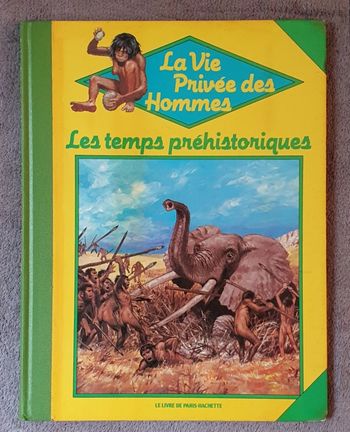 La Vie
Privée des
Hommes
Les temps préhistoriques
LE LIVRE DE PARIS-HACHETTE